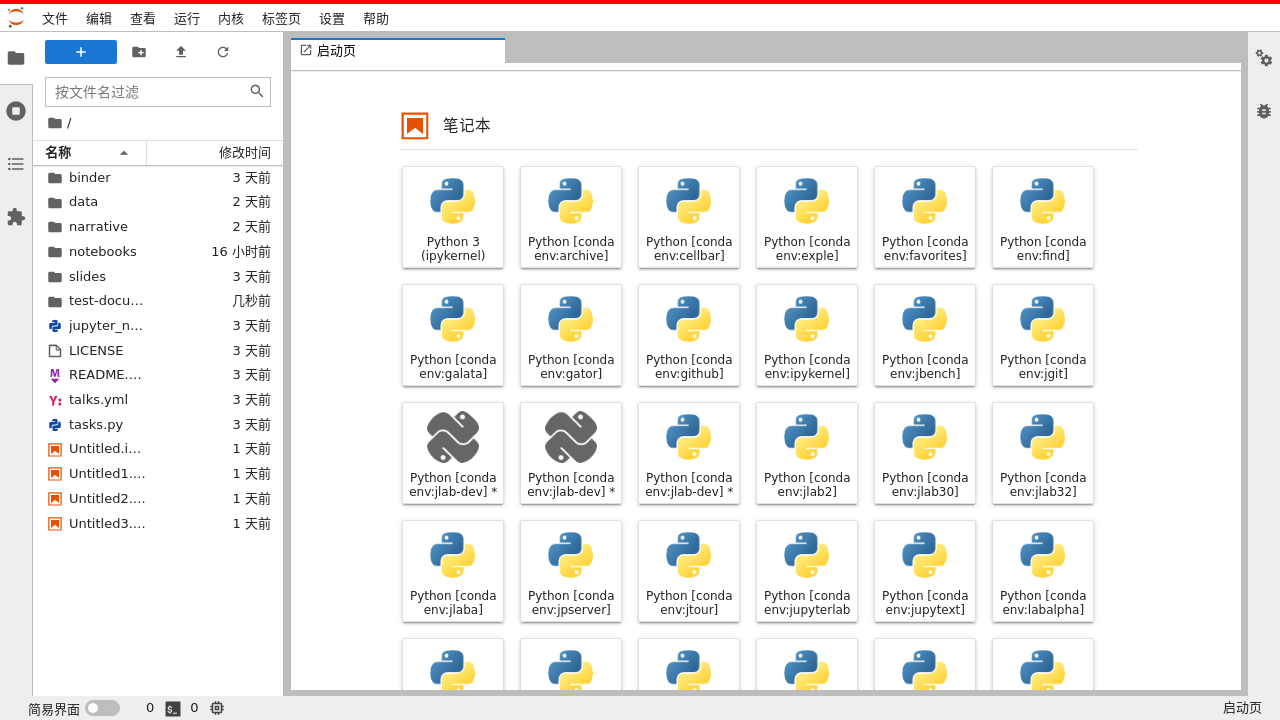 文件 编辑 查看 运行 内核 标签页 设置 帮助
按文件名过滤
/
名称 修改时间
binder 3 天前
data 2 天前
narrative 2 天前
notebooks 16 小时前
slides 3 天前
test-docu... 几秒前
jupyter_n... 3 天前
LICENSE 3 天前
README.... 3 天前
talks.yml 3 天前
tasks.py 3 天前
Untitled.i... 1 天前
Untitled1.... 1 天前
Untitled2.... 1 天前
Untitled3.... 1 天前
启动页
笔记本
Python 3
(ipykernel)
Python [conda
env:archive]
Python [conda
env:cellbar]
Python [conda
env:exple]
Python [conda
env:favorites]
Python [conda
env:find]
Python [conda
env:galata]
Python [conda
env:gator]
Python [conda
env:github]
Python [conda
env:ipykernel]
Python [conda
env:jbench]
Python [conda
env:jgit]
Python [conda
env:jlab-dev] *
Python [conda
env:jlab-dev] *
Python [conda
env:jlab-dev] *
Python [conda
env:jlab2]
Python [conda
env:jlab30]
Python [conda
env:jlab32]
Python [conda
env:jlaba]
Python [conda
env:jpserver]
Python [conda
env:jtour]
Python [conda
env:jupyterlab
Python [conda
env:jupytext]
Python [conda
env:labalpha]
简易界面 0 $_ 0 启动页